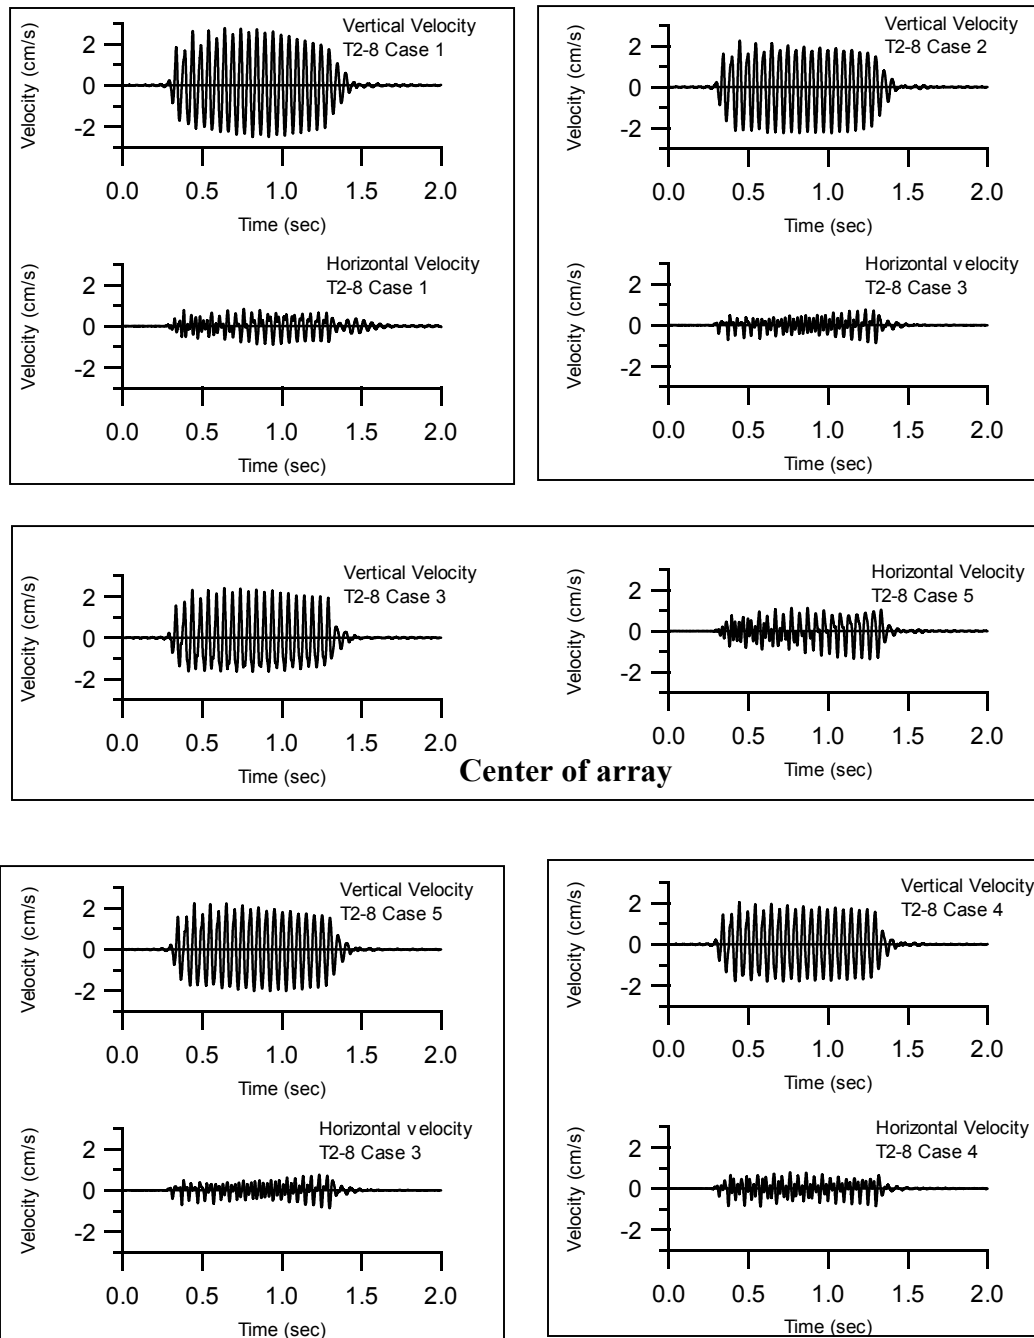 Vertical Velocity
T2-8 Case 1
Velocity (cm/s)
2
0
-2
0.0 0.5 1.0 1.5 2.0
Time (sec)
Horizontal Velocity
T2-8 Case 1
Velocity (cm/s)
2
0
-2
0.0 0.5 1.0 1.5 2.0
Time (sec)
Vertical Velocity
T2-8 Case 2
Velocity (cm/s)
2
0
-2
0.0 0.5 1.0 1.5 2.0
Time (sec)
Horizontal velocity
T2-8 Case 3
Velocity (cm/s)
2
0
-2
0.0 0.5 1.0 1.5 2.0
Time (sec)
Vertical Velocity
T2-8 Case 3
Velocity (cm/s)
2
0
-2
0.0 0.5 1.0 1.5 2.0
Time (sec)
Horizontal Velocity
T2-8 Case 5
Velocity (cm/s)
2
0
-2
0.0 0.5 1.0 1.5 2.0
Time (sec)
Center of array
Vertical Velocity
T2-8 Case 5
Velocity (cm/s)
2
0
-2
0.0 0.5 1.0 1.5 2.0
Time (sec)
Horizontal velocity
T2-8 Case 3
Velocity (cm/s)
2
0
-2
0.0 0.5 1.0 1.5 2.0
Time (sec)
Vertical Velocity
T2-8 Case 4
Velocity (cm/s)
2
0
-2
0.0 0.5 1.0 1.5 2.0
Time (sec)
Horizontal Velocity
T2-8 Case 4
Velocity (cm/s)
2
0
-2
0.0 0.5 1.0 1.5 2.0
Time (sec)